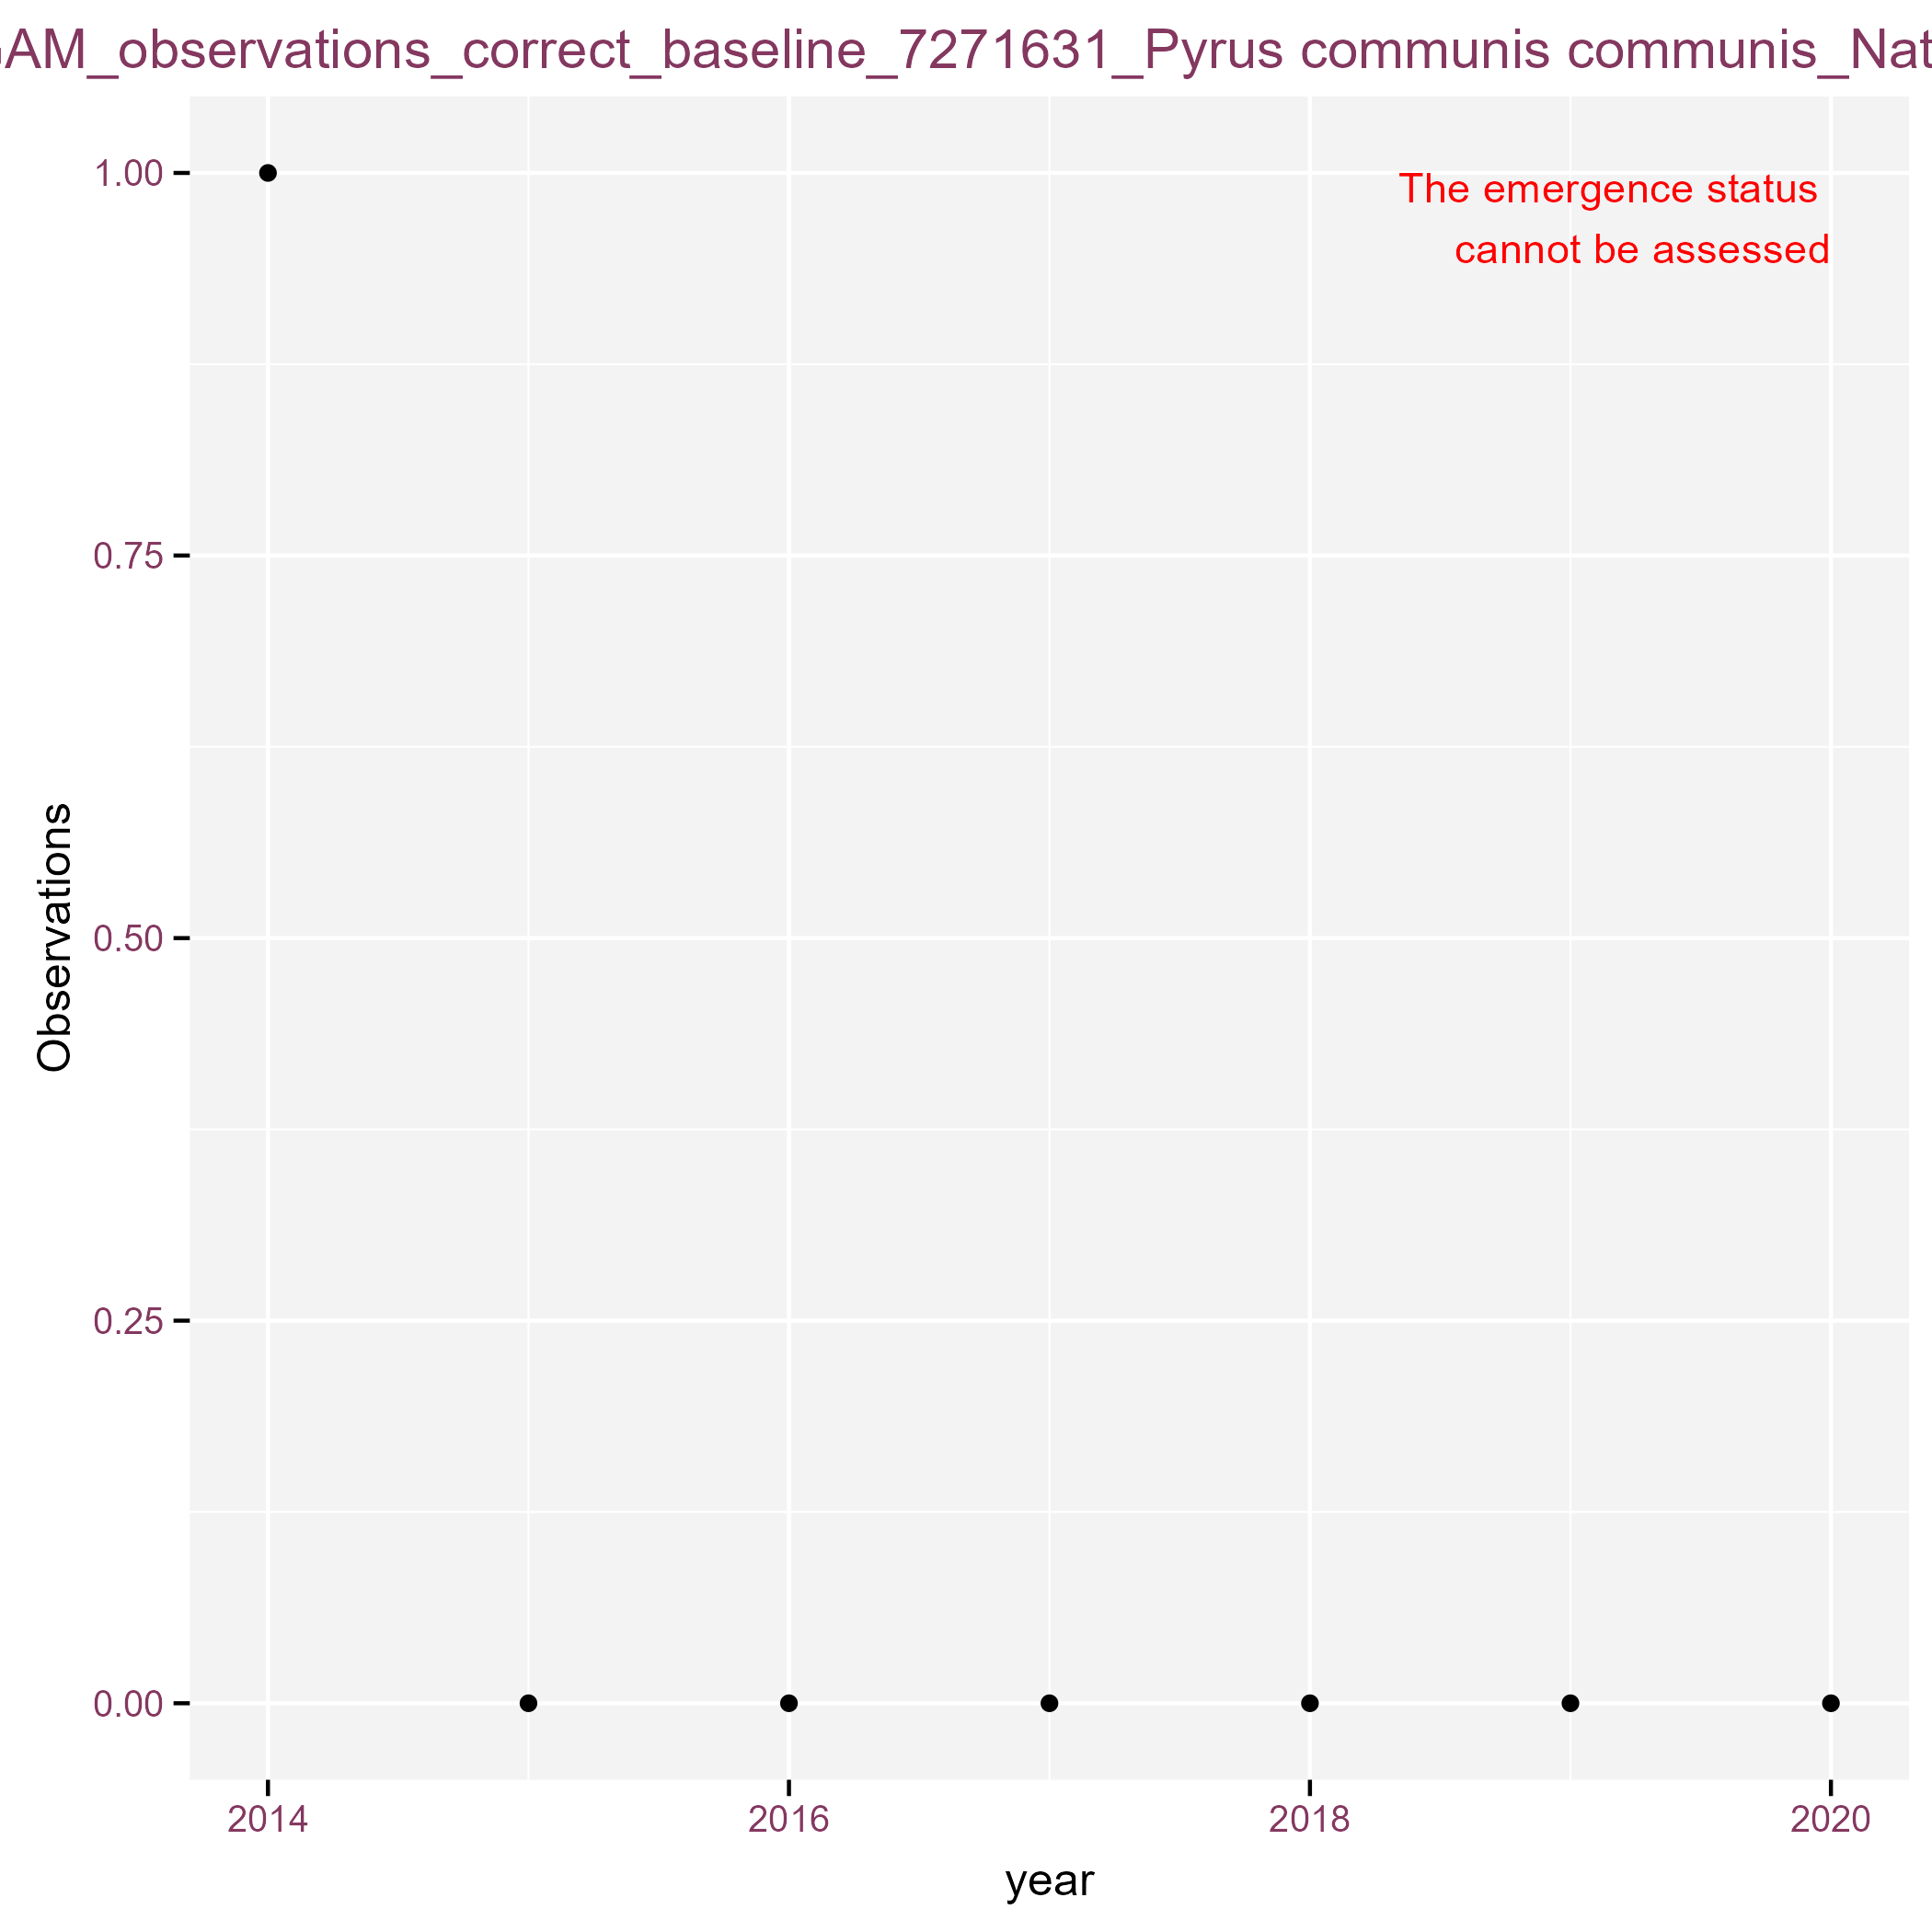 AM_observations_correct_baseline_7271631_Pyrus communis communis_Nat
The emergence status
cannot be assessed
1.00
0.75
0.50
0.25
0.00
Observations
2014 2016 2018 2020
year